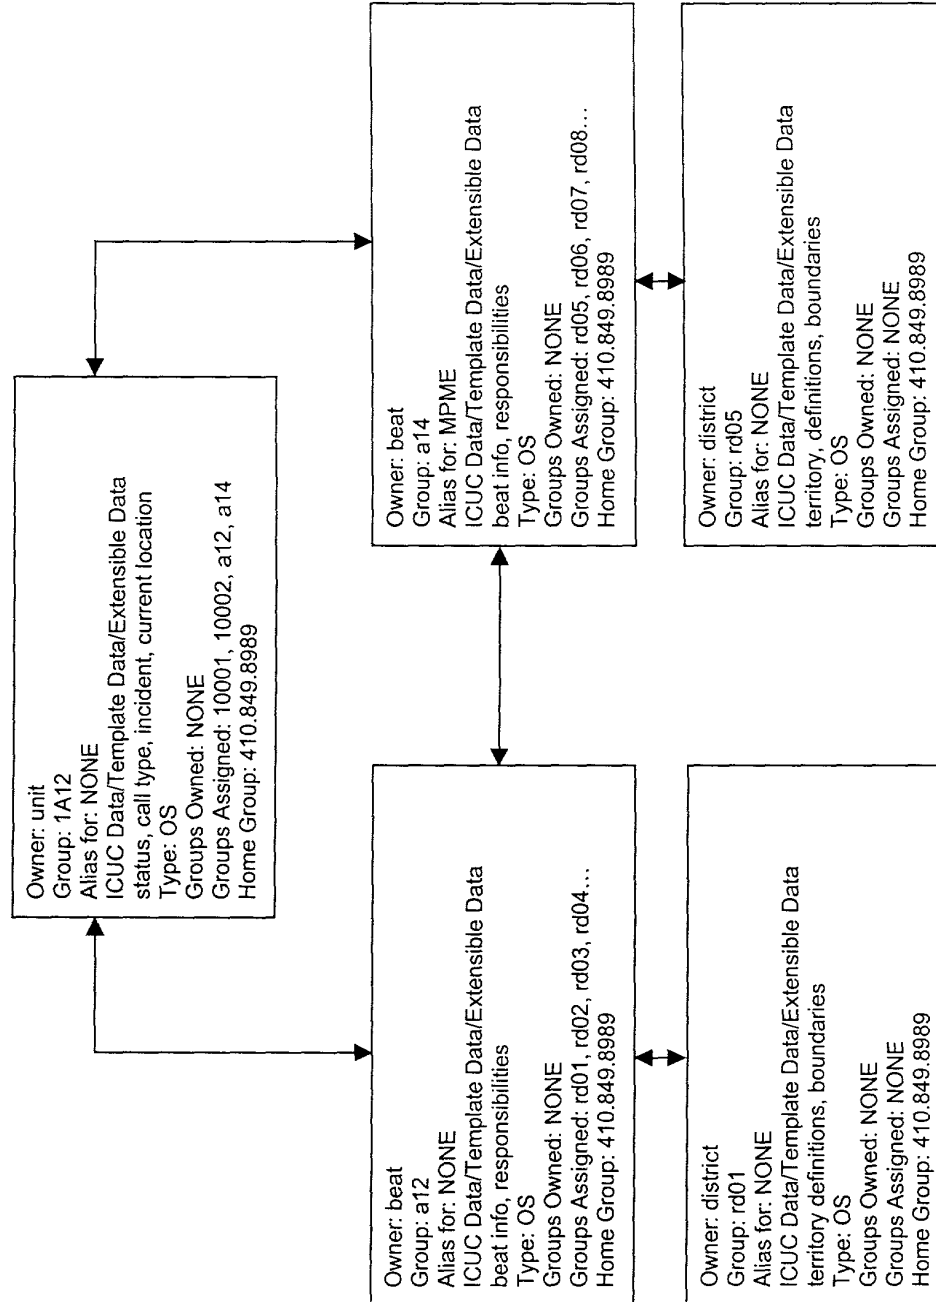 Owner: unit
Group: 1A12
Alias for: NONE
ICUC Data/Template Data/Extensible Data
status, call type, incident, current location
Type: OS
Groups Owned: NONE
Groups Assigned: 10001, 10002, a12, a14
Home Group: 410.849.8989
Owner: beat
Group: a12
Alias for: NONE
ICUC Data/Template Data/Extensible Data
beat info, responsibilities
Type: OS
Groups Owned: NONE
Groups Assigned: rd01, rd02, rd03, rd04...
Home Group: 410.849.8989
Owner: beat
Group: a14
Alias for: MPME
ICUC Data/Template Data/Extensible Data
beat info, responsibilities
Type: OS
Groups Owned: NONE
Groups Assigned: rd05, rd06, rd07, rd08...
Home Group: 410.849.8989
Owner: district
Group: rd01
Alias for: NONE
ICUC Data/Template Data/Extensible Data
territory definitions, boundaries
Type: OS
Groups Owned: NONE
Groups Assigned: NONE
Home Group: 410.849.8989
Owner: district
Group: rd05
Alias for: NONE
ICUC Data/Template Data/Extensible Data
territory, definitions, boundaries
Type: OS
Groups Owned: NONE
Groups Assigned: NONE
Home Group: 410.849.8989